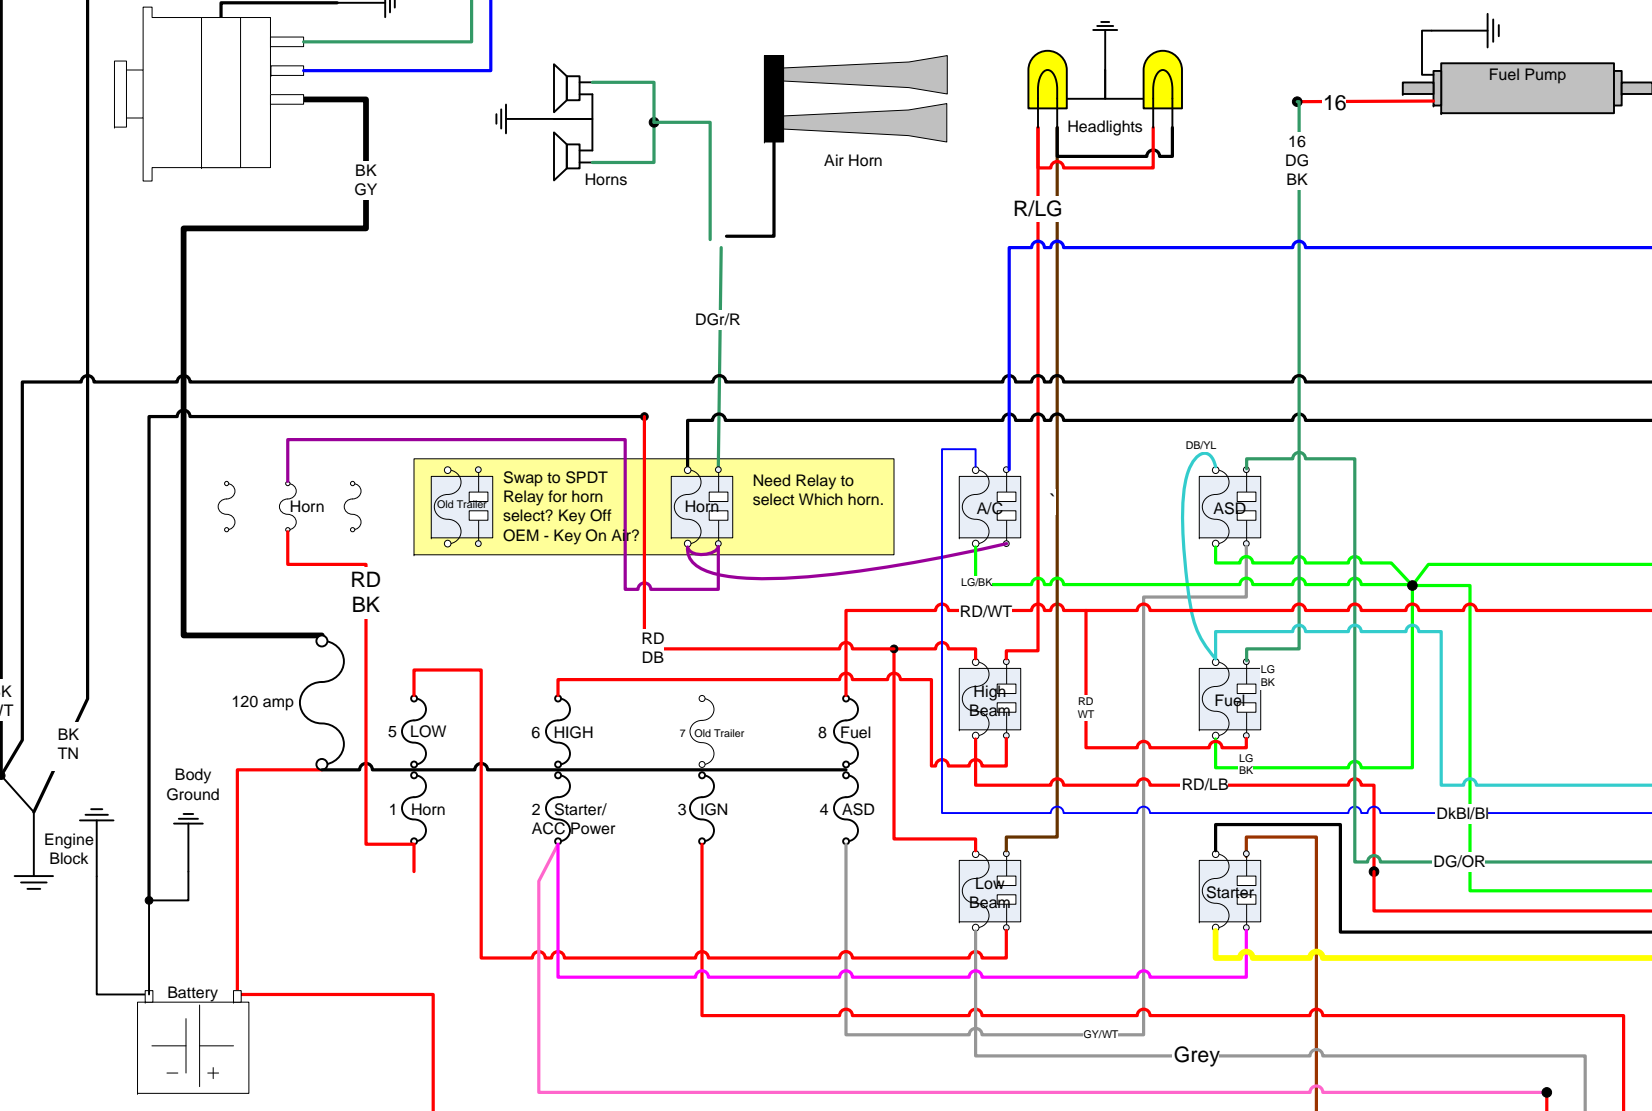 Fuel Pump
16
Headlights
16
DG
BK
Air Horn
Horns
BK
GY
R/LG
DGr/R
DB/YL
Swap to SPDT
Relay for horn
select? Key Off
OEM - Key On Air?
Old Trailer
Horn
Need Relay to
select Which horn.
Horn
A/C
ASD
RD
BK
LG/BK
RD/WT
RD
DB
LG
BK
High
Beam
Fuel
RD
WT
120 amp
5 LOW
6 HIGH
7 Old Trailer
8 Fuel
K
/T
BK
TN
LG
BK
Body
Ground
RD/LB
1 Horn
2 Starter/
ACC Power
3 IGN
4 ASD
DkBl/Bl
Engine
Block
DG/OR
Low
Beam
Starter
Battery
− +
GY/WT
Grey